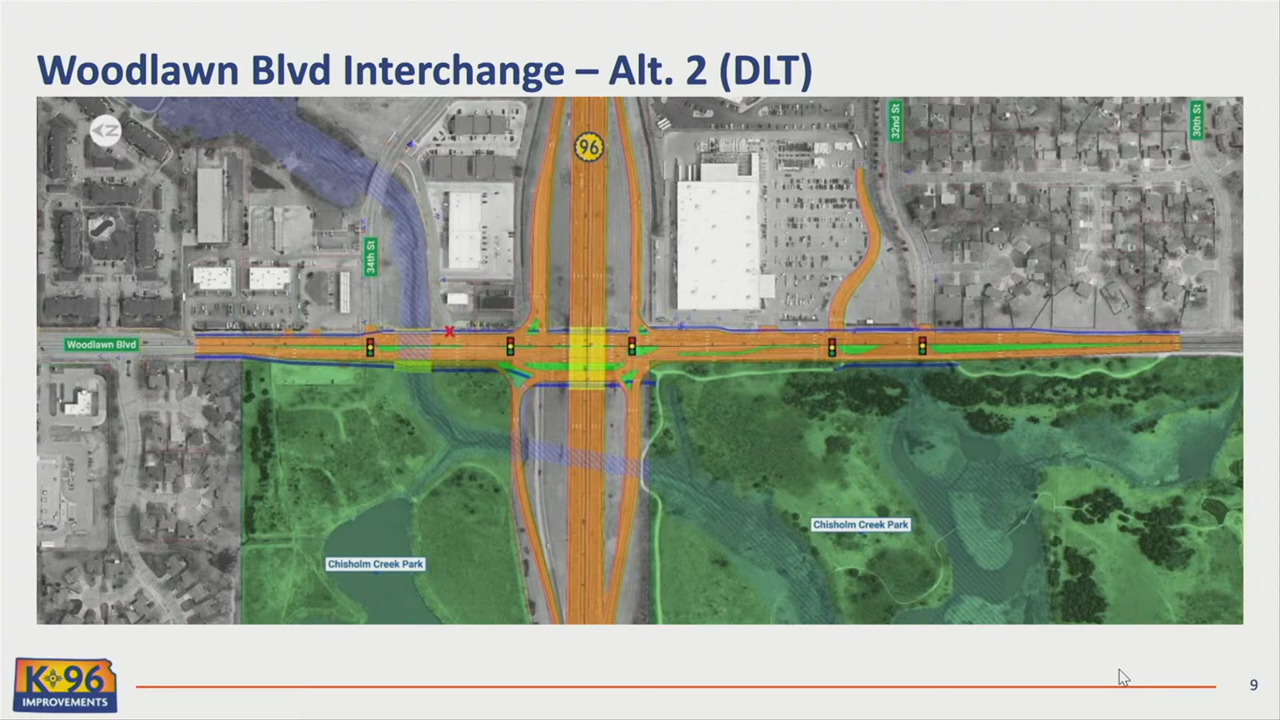 Woodlawn Blvd Interchange – Alt. 2 (DLT)
N
96
32nd St
30th St
34th St
Woodlawn Blvd
X
Chisholm Creek Park
Chisholm Creek Park
K-96
IMPROVEMENTS
9